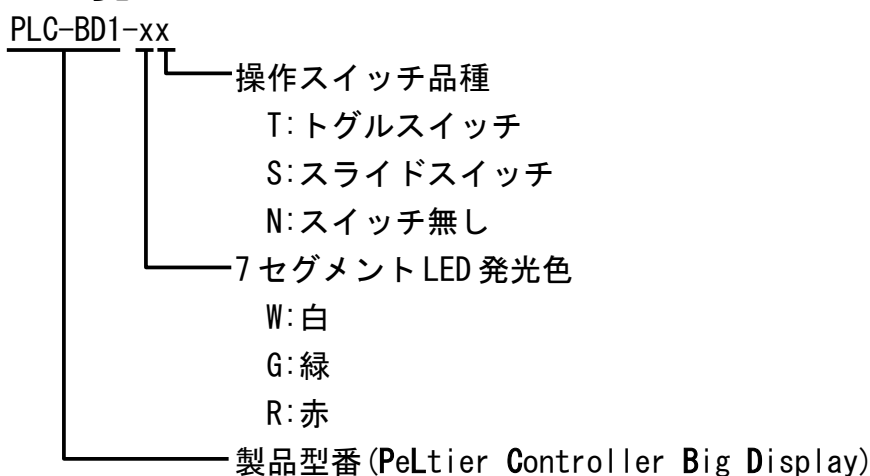 PLC-BD1-xx
操作スイッチ品種
T:トグルスイッチ
S:スライドスイッチ
N:スイッチ無し
7セグメントLED発光色
W:白
G:緑
R:赤
製品型番(PeLtier Controller Big Display)